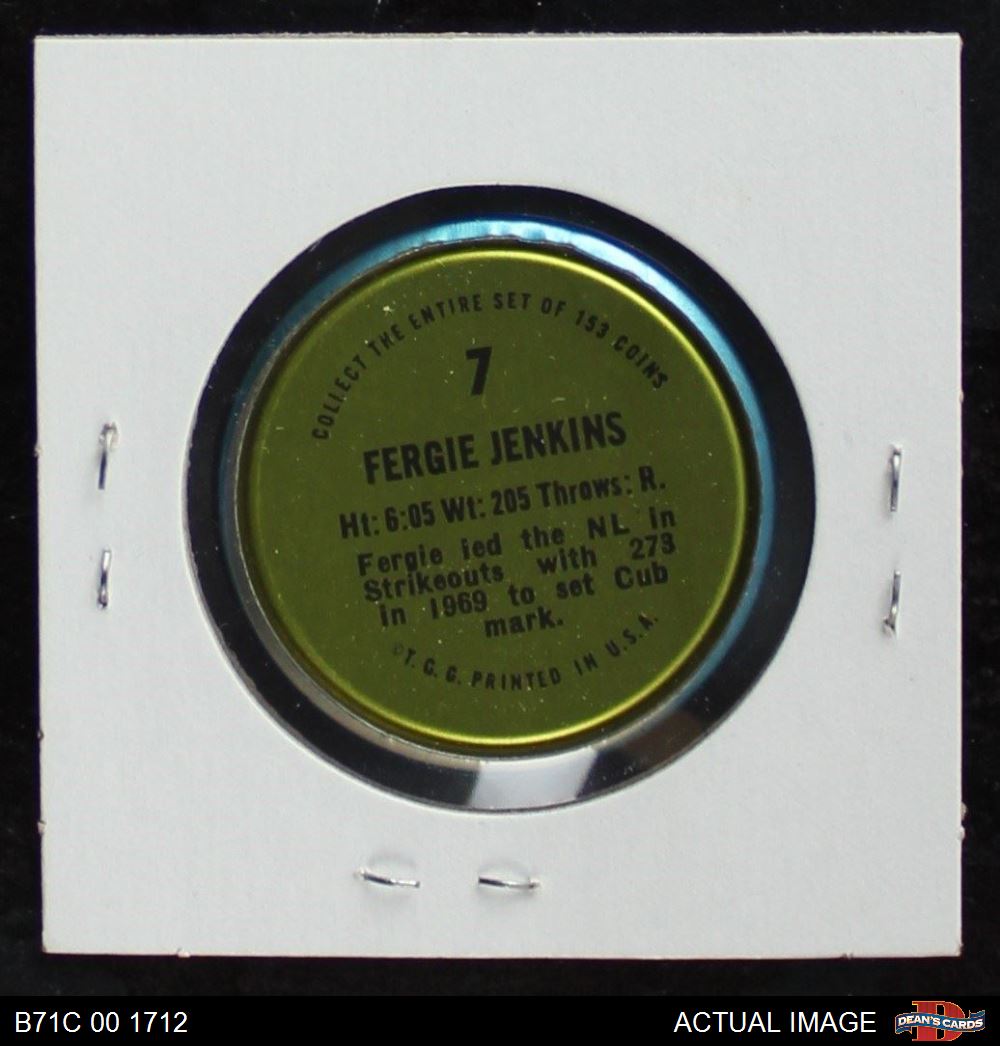 COLLECT THE ENTIRE SET OF 153 COINS
7
FERGIE JENKINS
Ht: 6:05 Wt: 205 Throws: R.
Fergie led the NL in
Strikeouts with 273
in 1969 to set Cub
mark.
©T. C. G. PRINTED IN U.S.A.
B71C 00 1712
ACTUAL IMAGE
DEAN'S CARDS